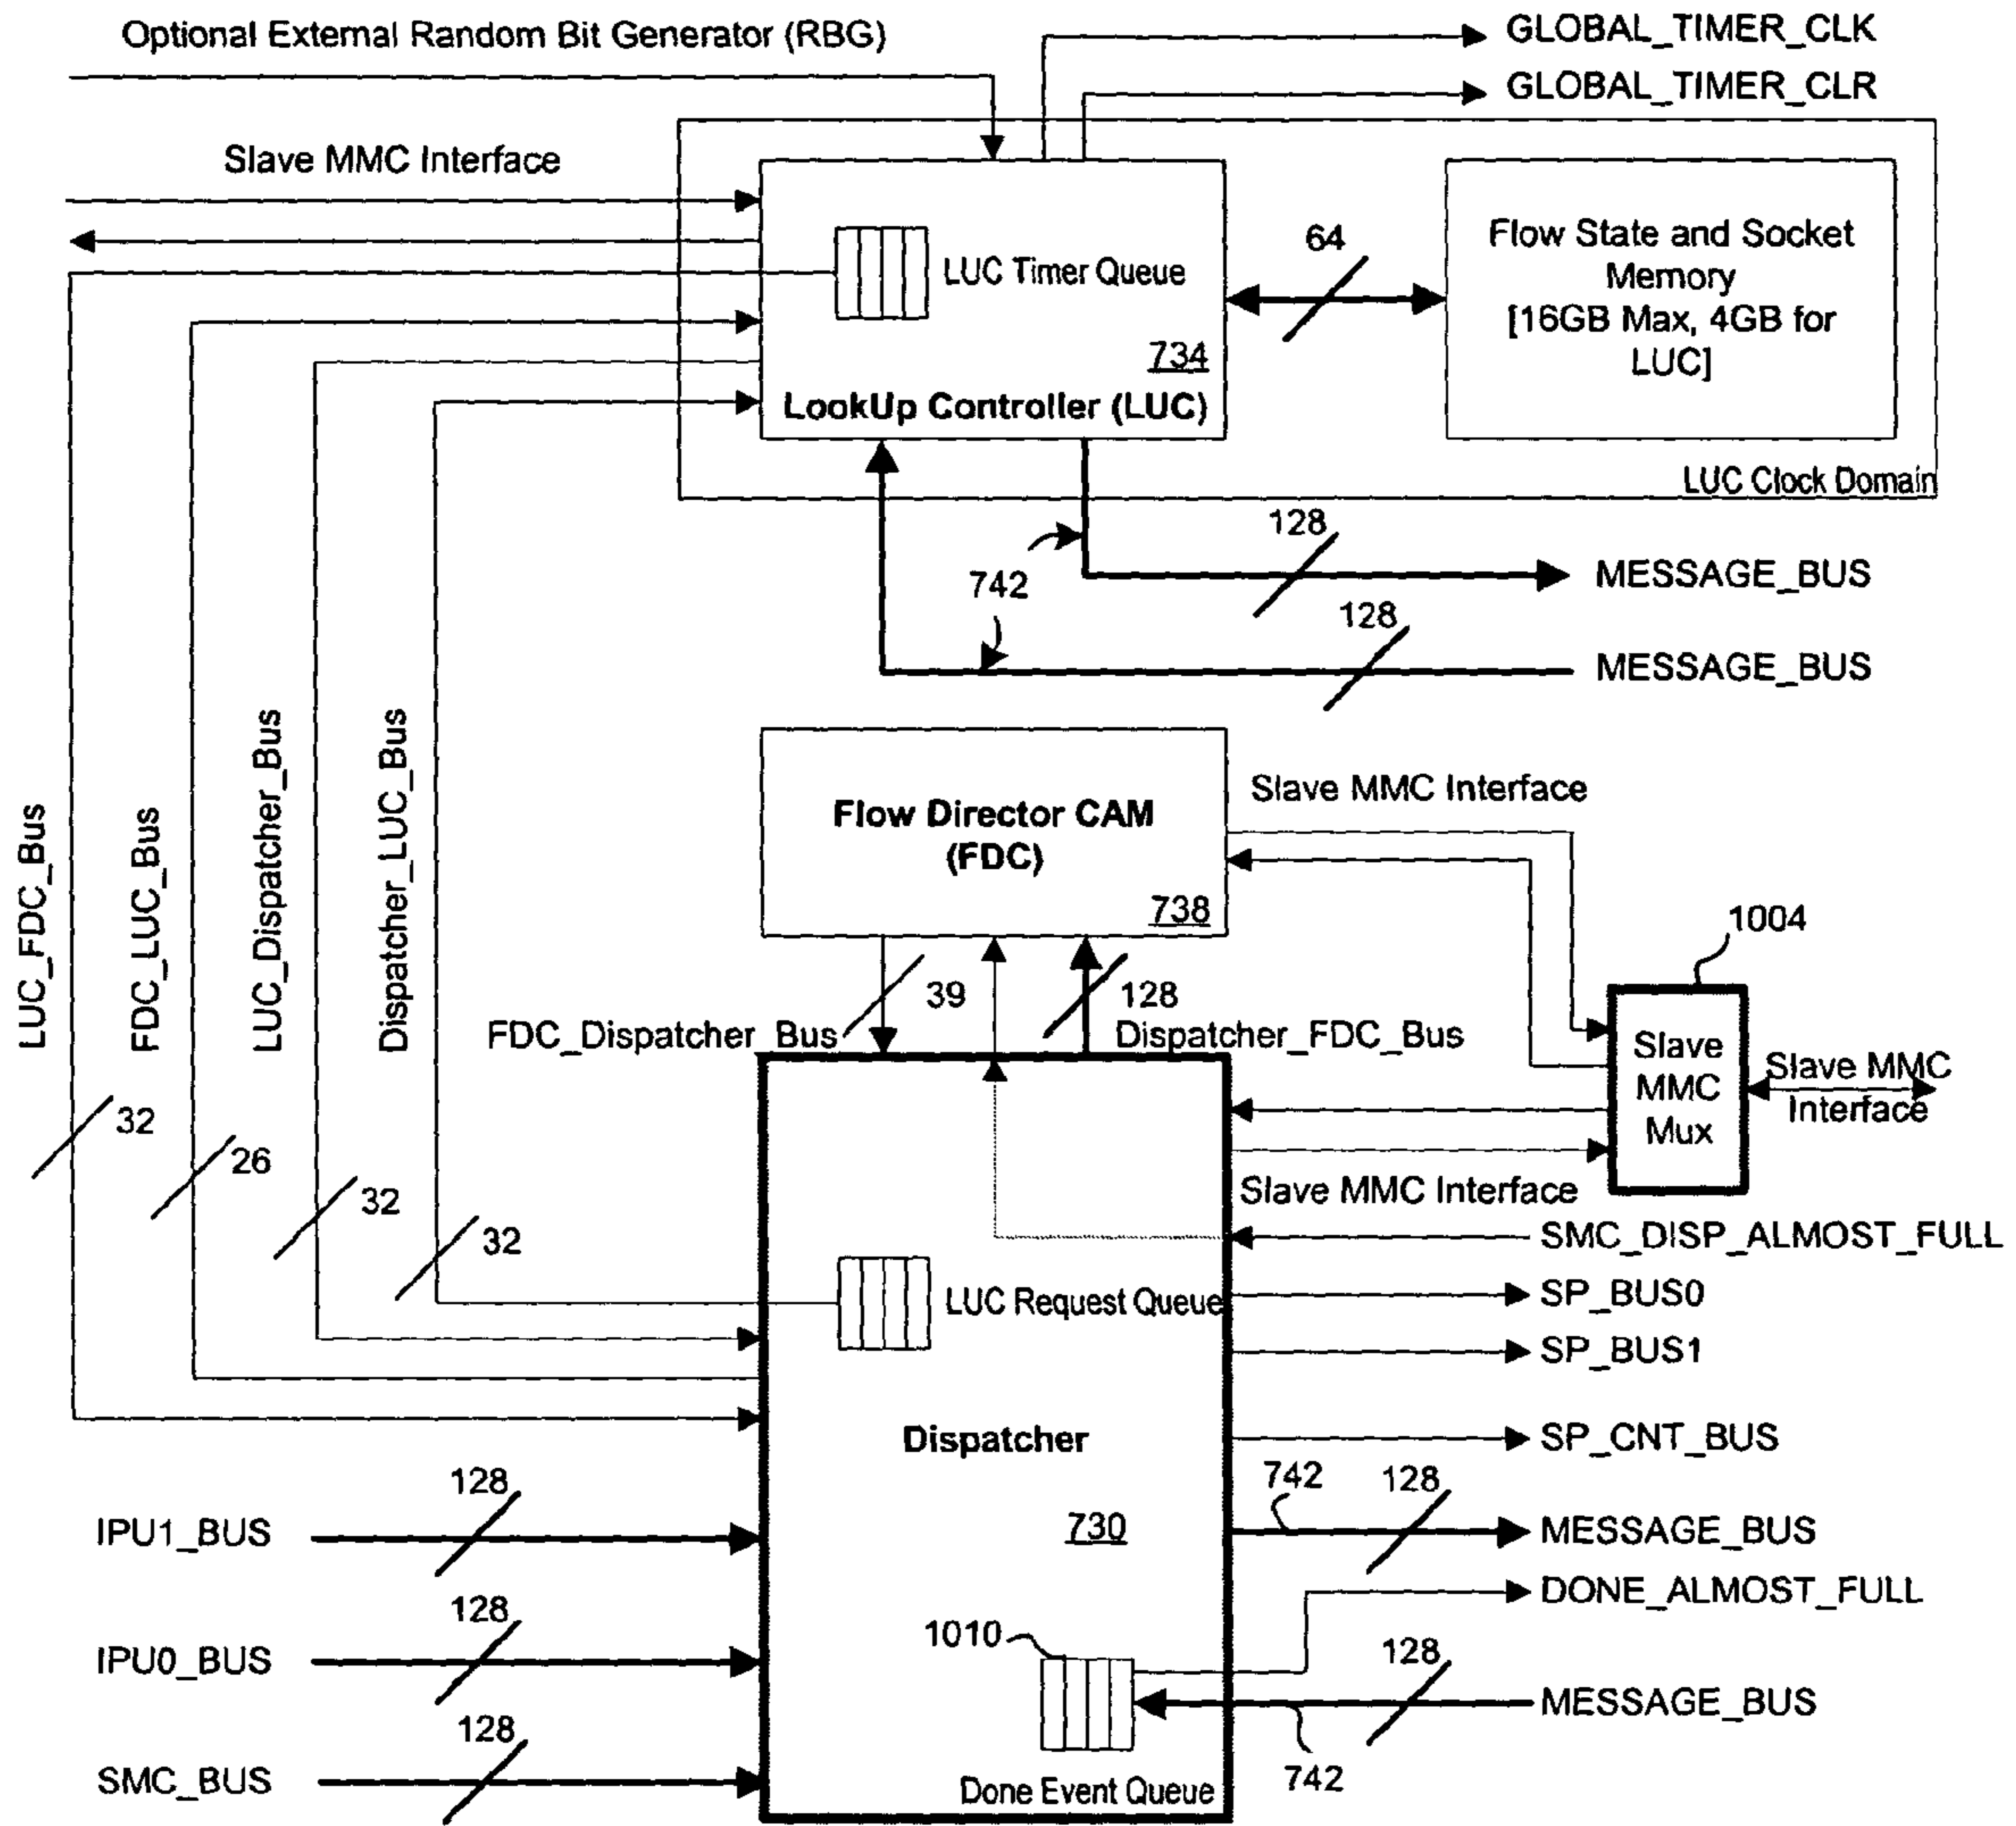 Optional External Random Bit Generator (RBG)
GLOBAL_TIMER_CLK
GLOBAL_TIMER_CLR
Slave MMC Interface
LUC Timer Queue
734
LookUp Controller (LUC)
64
Flow State and Socket
Memory
[16GB Max, 4GB for
LUC]
LUC Clock Domain
128
MESSAGE_BUS
742
128
MESSAGE_BUS
LUC_FDC_Bus
FDC_LUC_Bus
LUC_Dispatcher_Bus
Dispatcher_LUC_Bus
Flow Director CAM
(FDC)
738
Slave MMC Interface
1004
Slave
MMC
Mux
Slave MMC
Interface
39
128
FDC_Dispatcher_Bus
Dispatcher_FDC_Bus
32
26
32
32
Slave MMC Interface
SMC_DISP_ALMOST_FULL
LUC Request Queue
SP_BUS0
SP_BUS1
Dispatcher
SP_CNT_BUS
730
742
128
MESSAGE_BUS
128
IPU1_BUS
DONE_ALMOST_FULL
128
IPU0_BUS
1010
128
MESSAGE_BUS
742
128
SMC_BUS
Done Event Queue